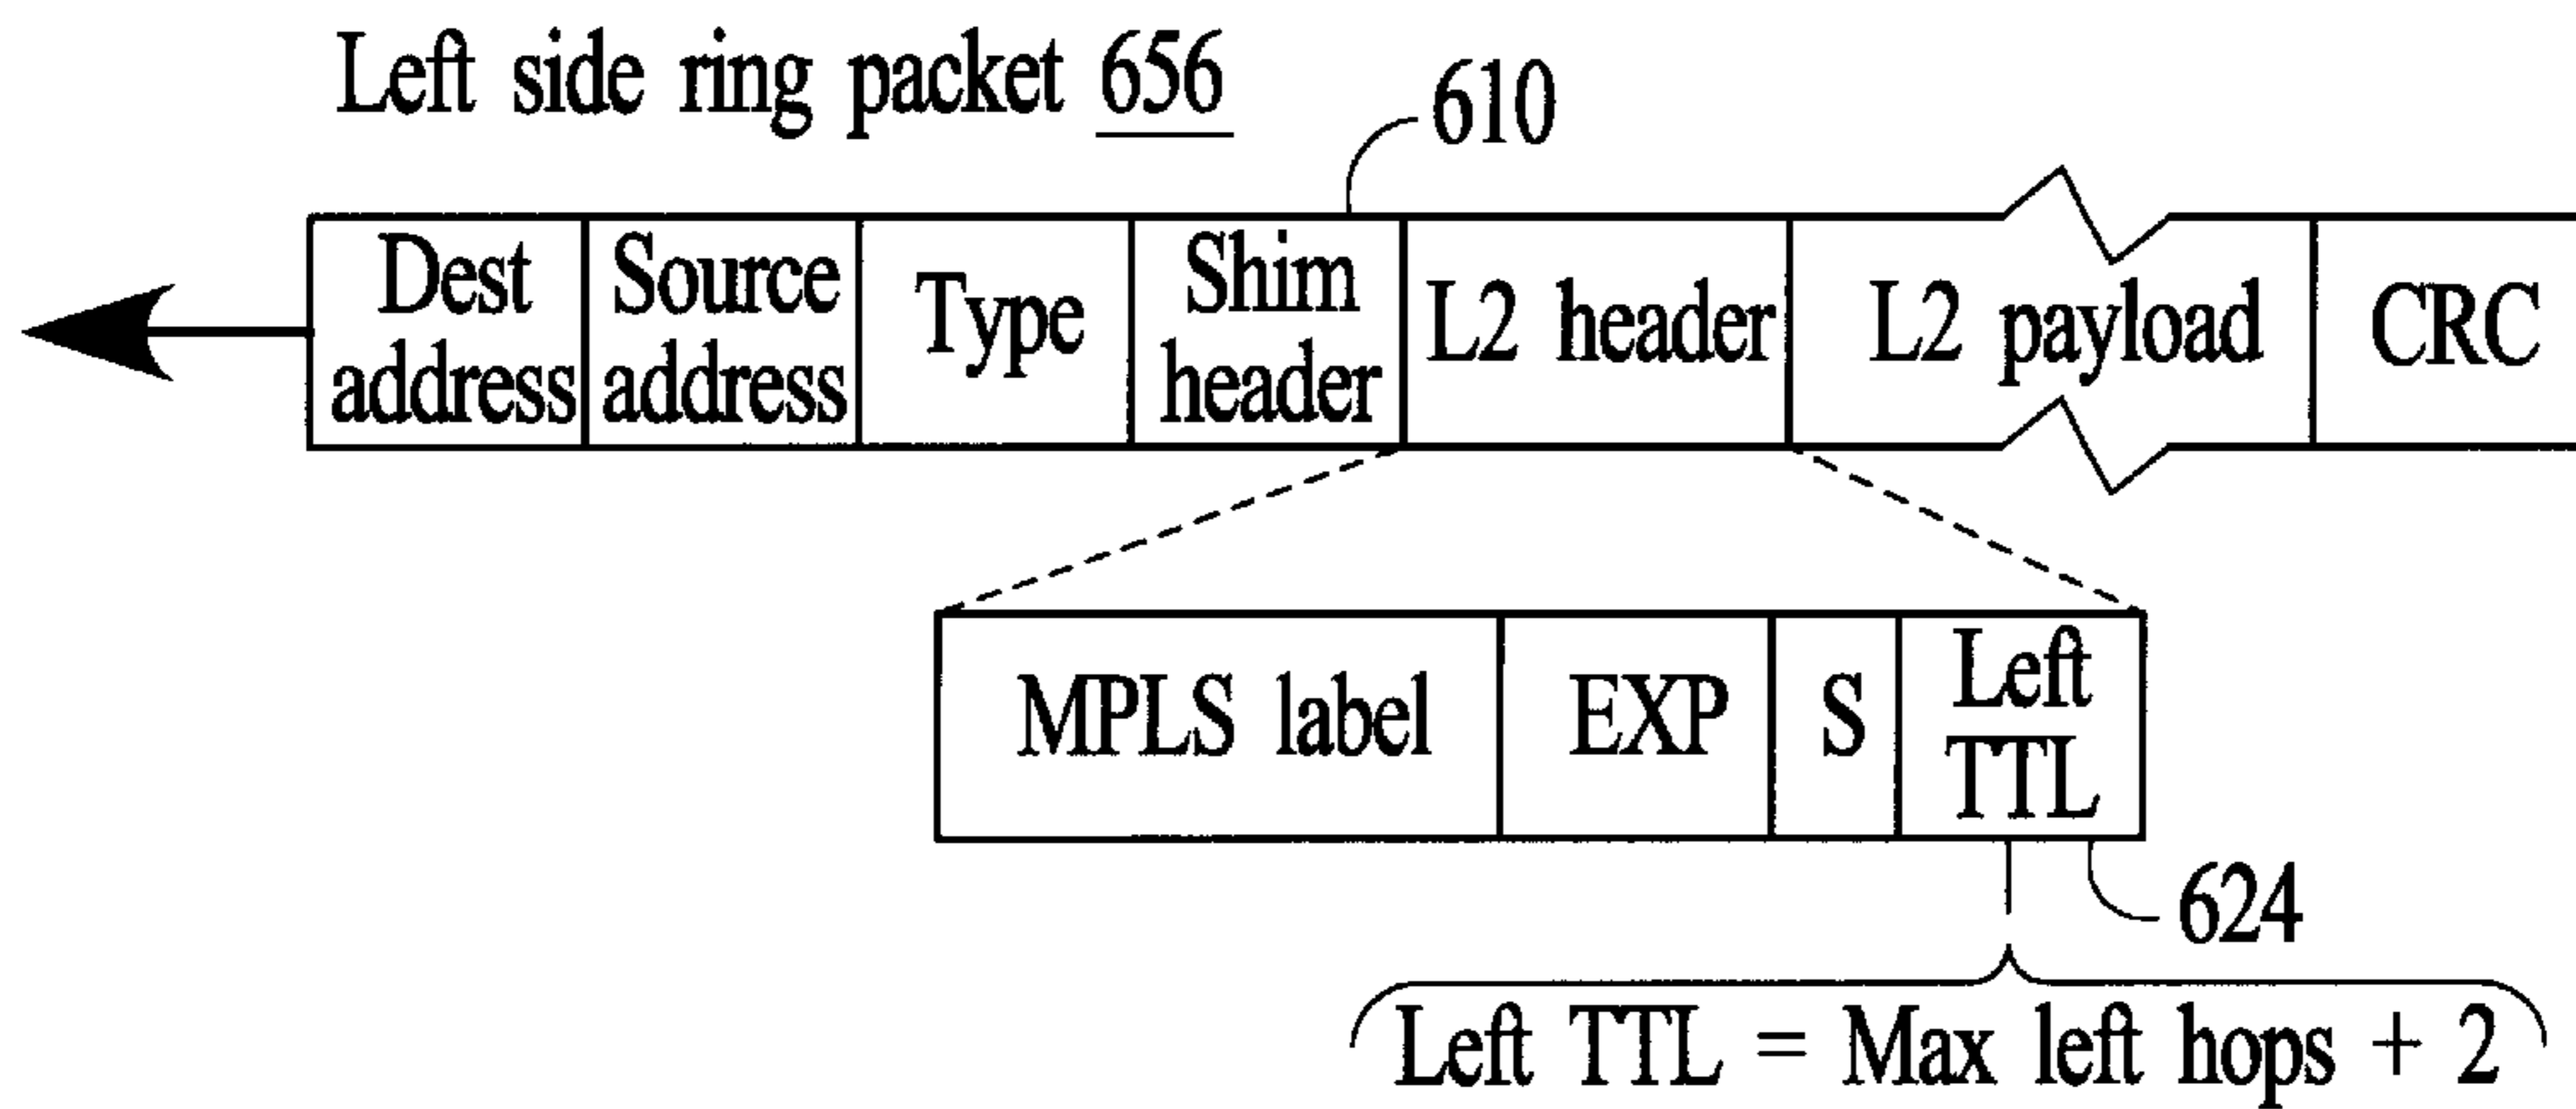 Left side ring packet 656
610
Dest address
Source address
Type
Shim header
L2 header
L2 payload
CRC
MPLS label
EXP
S
Left TTL
624
Left TTL = Max left hops + 2